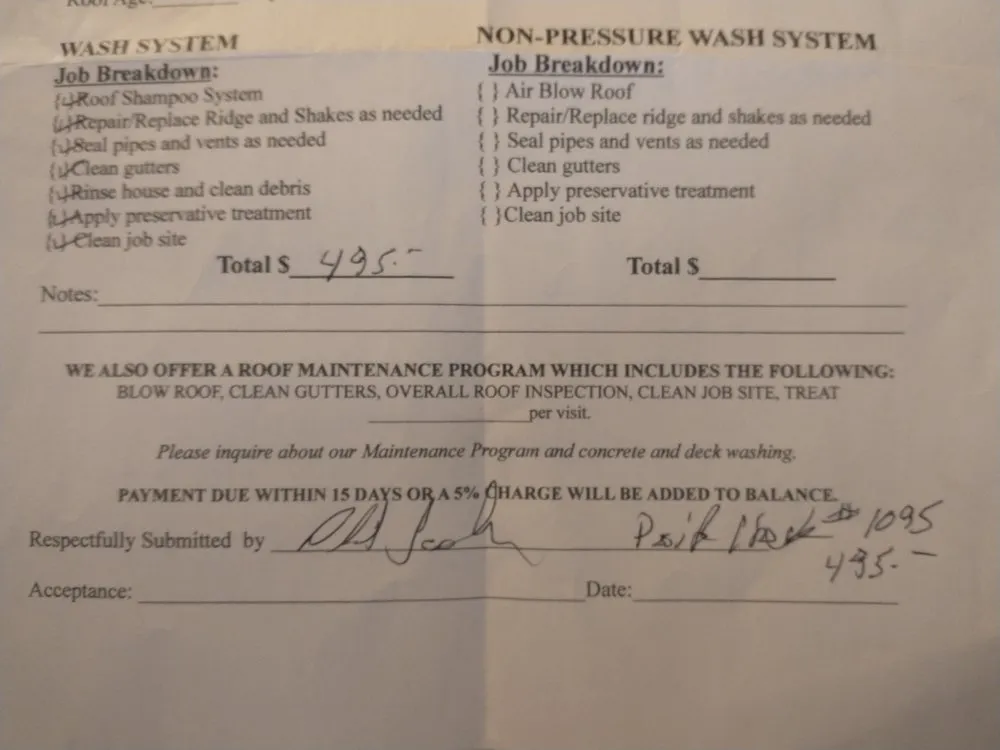 Roof Age:
WASH SYSTEM
Job Breakdown:
{✓}Roof Shampoo System
{✓}Repair/Replace Ridge and Shakes as needed
{✓}Seal pipes and vents as needed
{✓}Clean gutters
{✓}Rinse house and clean debris
{✓}Apply preservative treatment
{✓}Clean job site
Total $ 495.-
NON-PRESSURE WASH SYSTEM
Job Breakdown:
{ } Air Blow Roof
{ } Repair/Replace ridge and shakes as needed
{ } Seal pipes and vents as needed
{ } Clean gutters
{ } Apply preservative treatment
{ }Clean job site
Total $
Notes:
WE ALSO OFFER A ROOF MAINTENANCE PROGRAM WHICH INCLUDES THE FOLLOWING:
BLOW ROOF, CLEAN GUTTERS, OVERALL ROOF INSPECTION, CLEAN JOB SITE, TREAT
per visit.
Please inquire about our Maintenance Program and concrete and deck washing.
PAYMENT DUE WITHIN 15 DAYS OR A 5% CHARGE WILL BE ADDED TO BALANCE.
Respectfully Submitted by Paid Check # 1095
495.-
Acceptance: Date: